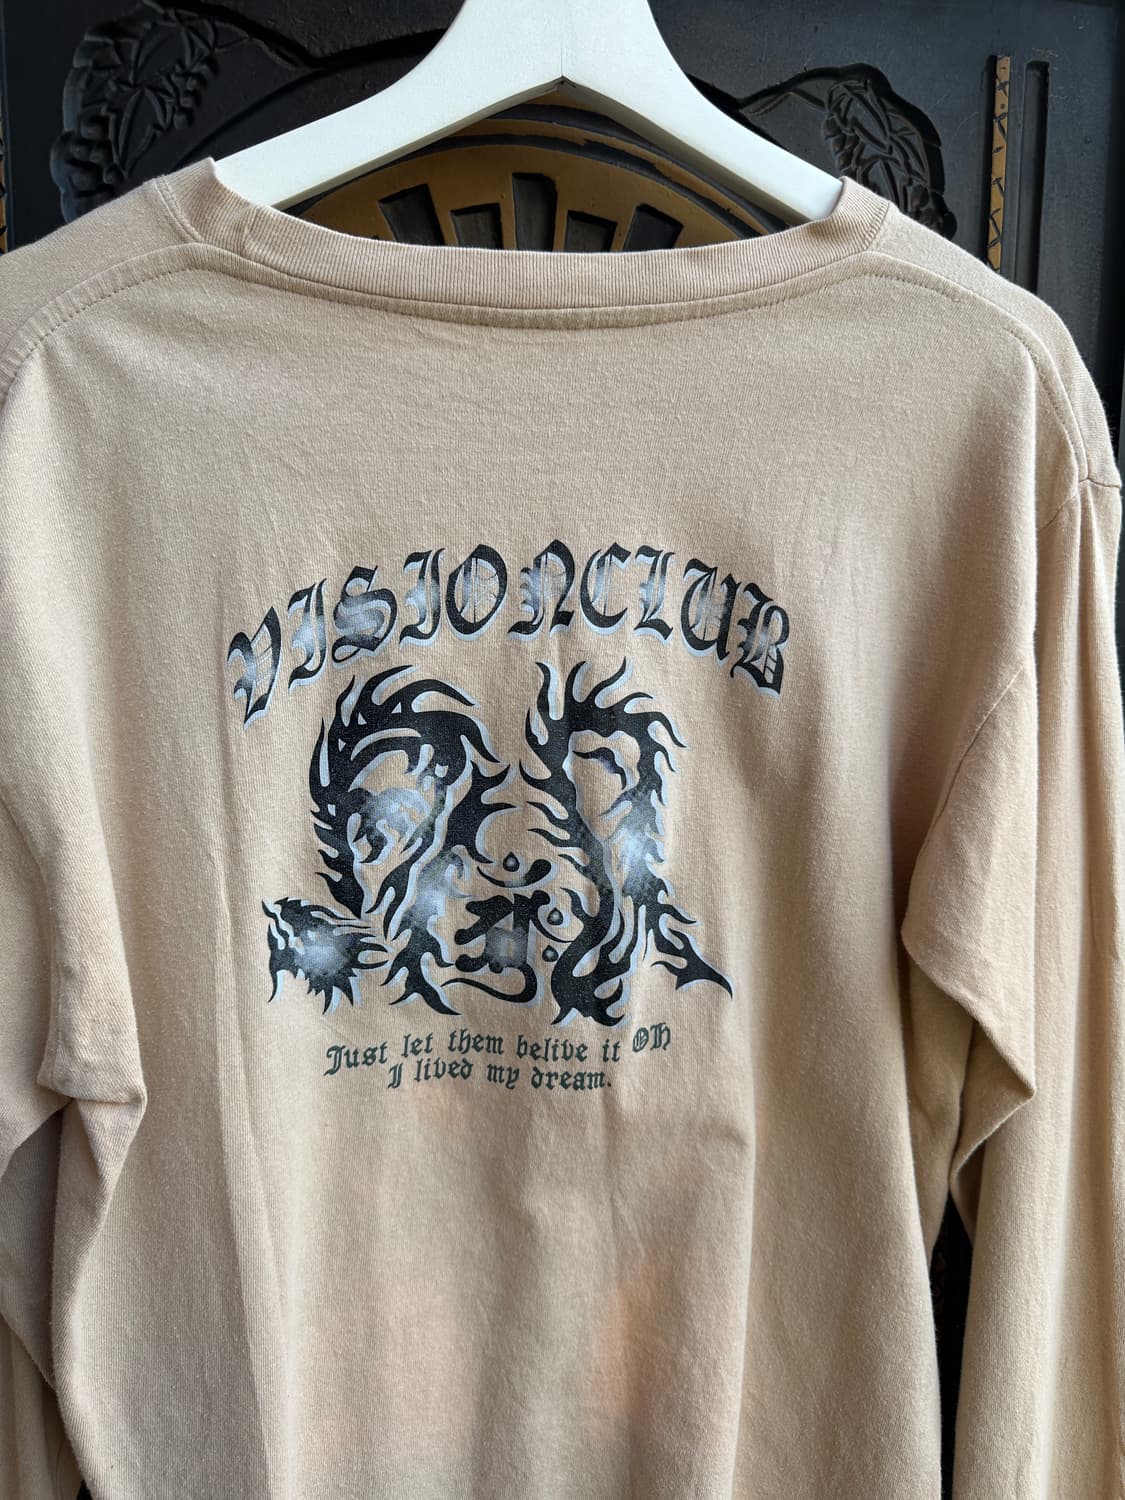 VISIONCLUB
Just let them belive it OH
I lived my dream.